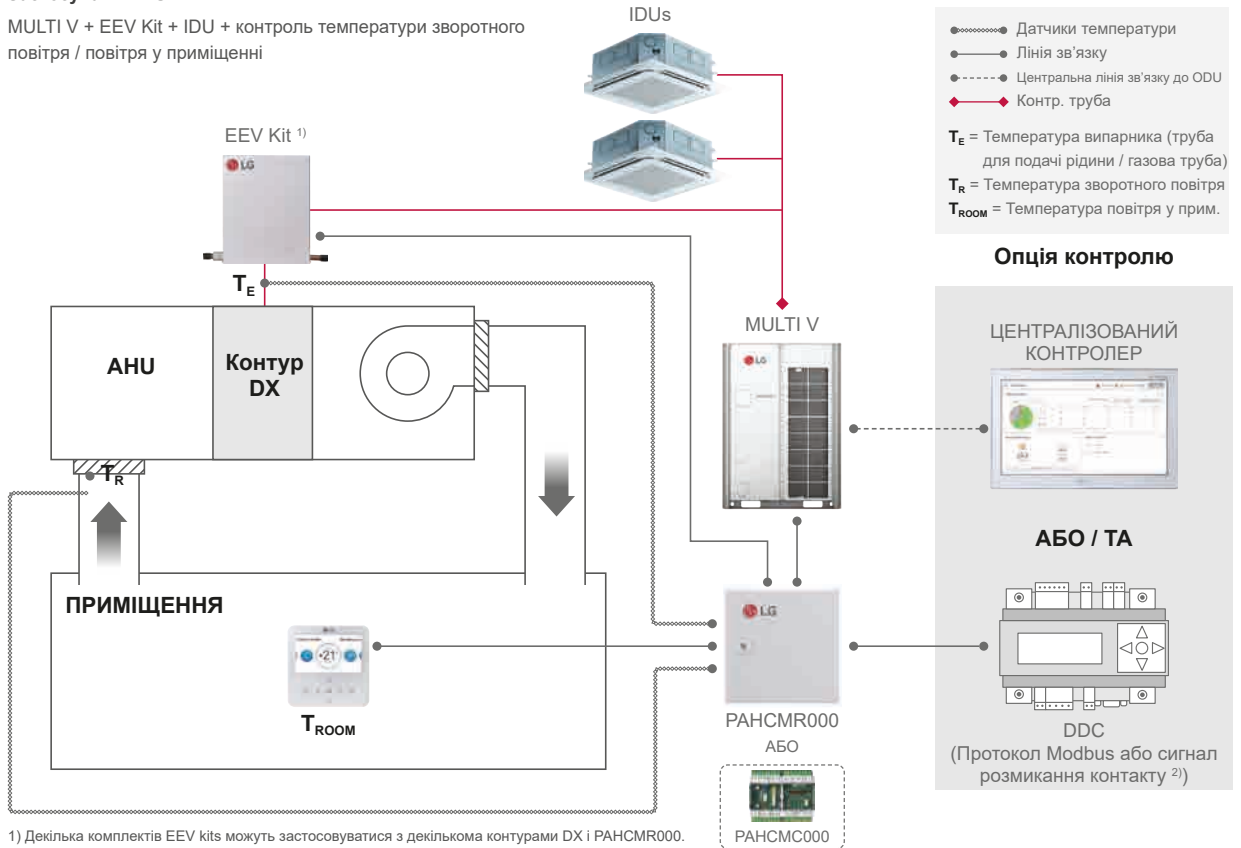 MULTI V + EEV Kit + IDU + контроль температури зворотного
повітря / повітря у приміщенні
IDUs
Датчики температури
Лінія зв’язку
Центральна лінія зв’язку до ODU
Контр. труба
TE = Температура випарника (труба
для подачі рідини / газова труба)
TR = Температура зворотного повітря
TROOM = Температура повітря у прим.
EEV Kit 1)
LG
TE
AHU
Контур
DX
TR
ПРИМІЩЕННЯ
TROOM
MULTI V
LG
LG
PAHCMR000
АБО
PAHCMC000
Опція контролю
ЦЕНТРАЛІЗОВАНИЙ
КОНТРОЛЕР
АБО / ТА
DDC
(Протокол Modbus або сигнал
розмикання контакту 2))
1) Декілька комплектів EEV kits можуть застосовуватися з декількома контурами DX і PAHCMR000.